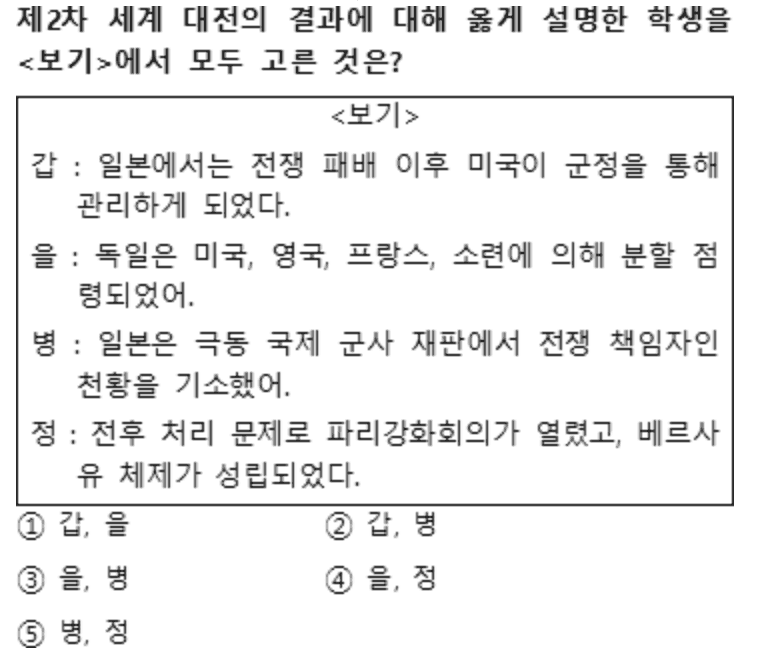 제2차 세계 대전의 결과에 대해 옳게 설명한 학생을
<보기>에서 모두 고른 것은?
<보기>
갑 : 일본에서는 전쟁 패배 이후 미국이 군정을 통해
관리하게 되었다.
을 : 독일은 미국, 영국, 프랑스, 소련에 의해 분할 점
령되었어.
병 : 일본은 극동 국제 군사 재판에서 전쟁 책임자인
천황을 기소했어.
정 : 전후 처리 문제로 파리강화회의가 열렸고, 베르사
유 체제가 성립되었다.
① 갑, 을 ② 갑, 병
③ 을, 병 ④ 을, 정
⑤ 병, 정